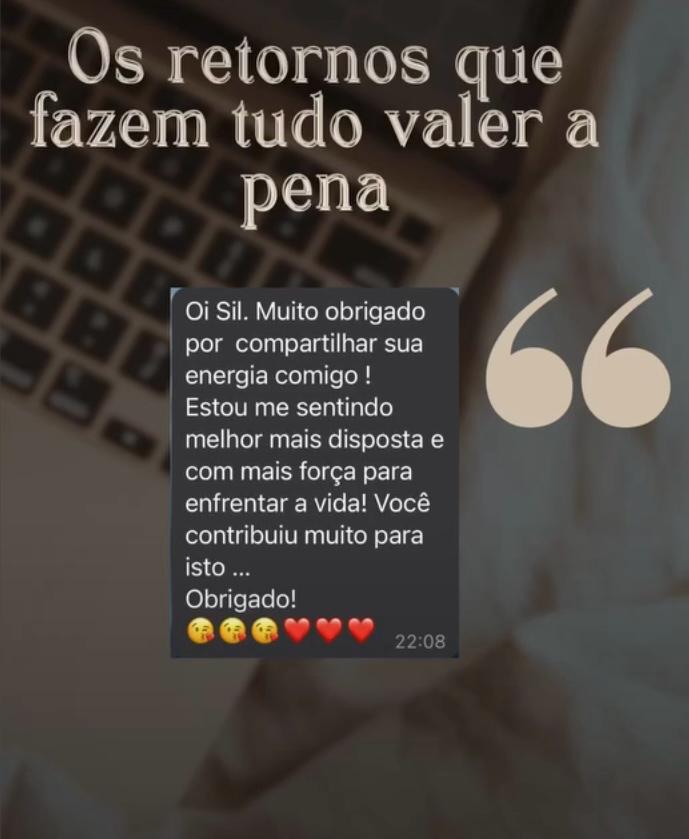 Os retornos que
fazem tudo valer a
pena
Oi Sil. Muito obrigado
por  compartilhar sua
energia comigo !
Estou me sentindo
melhor mais disposta e
com mais força para
enfrentar a vida! Você
contribuiu muito para
isto ...
Obrigado!
😘😘😘❤️❤️❤️ 22:08